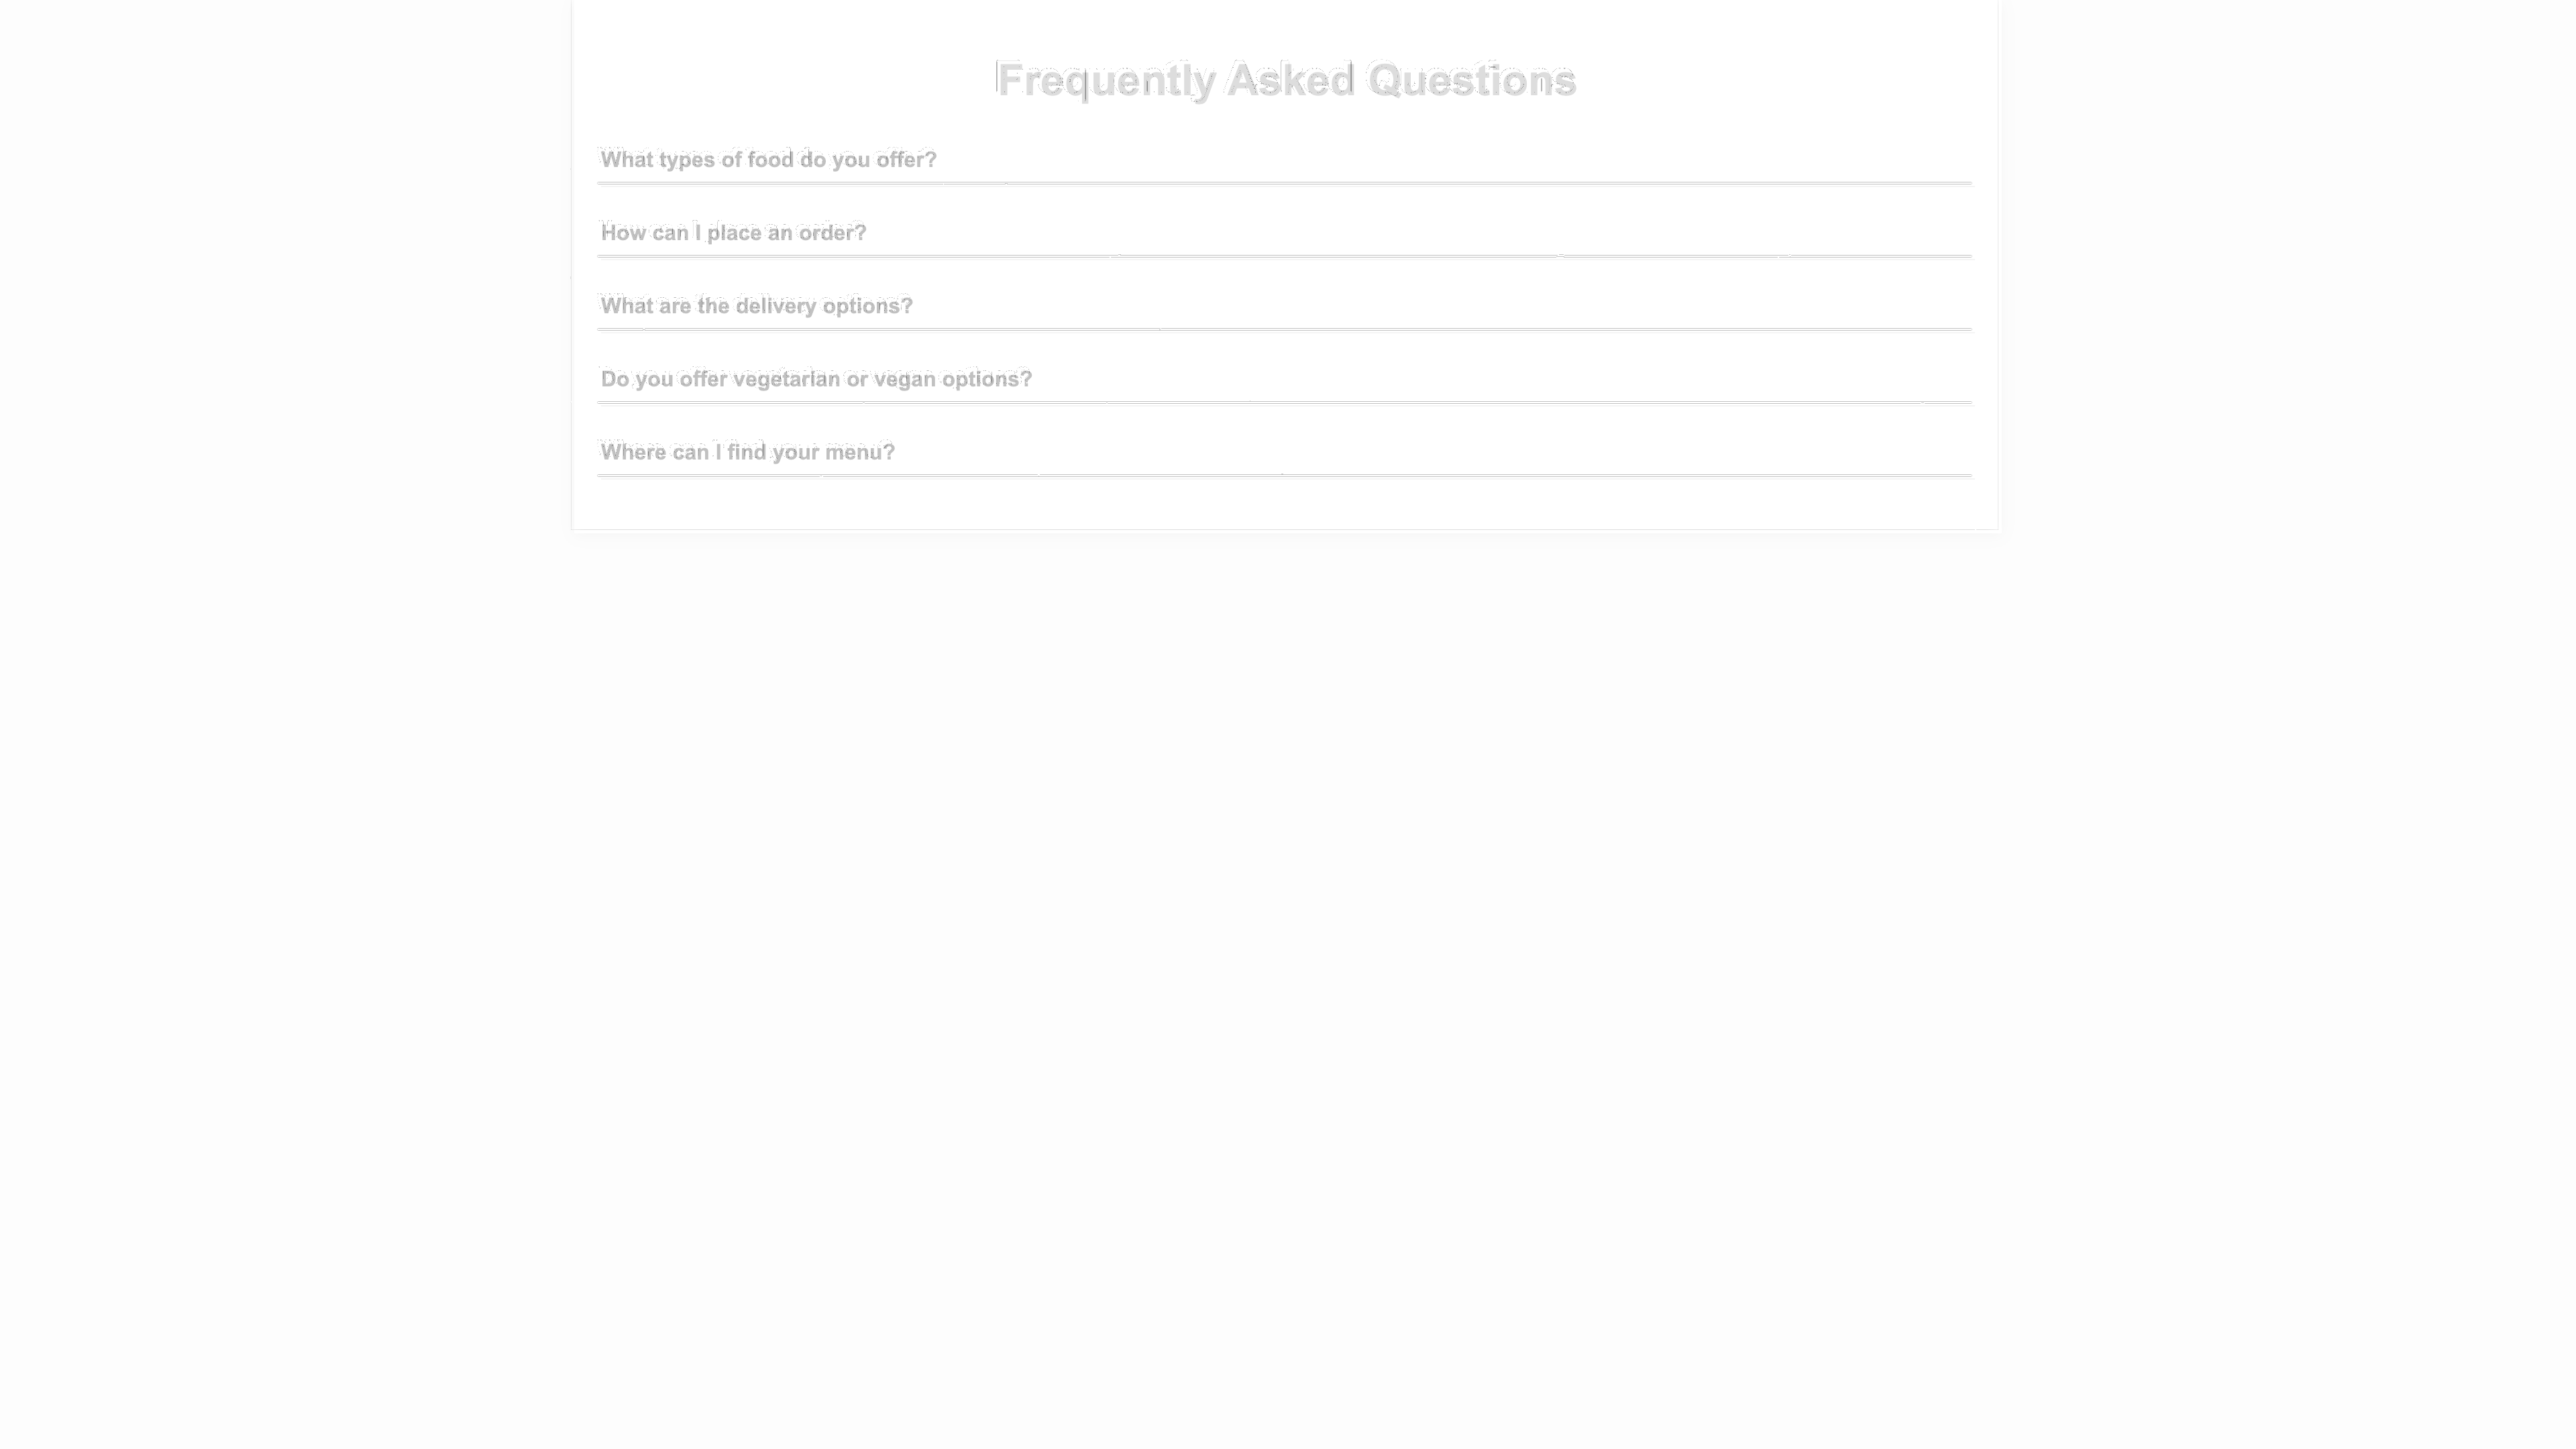 Frequently Asked Questions
What types of food do you offer?
How can I place an order?
What are the delivery options?
Do you offer vegetarian or vegan options?
Where can I find your menu?